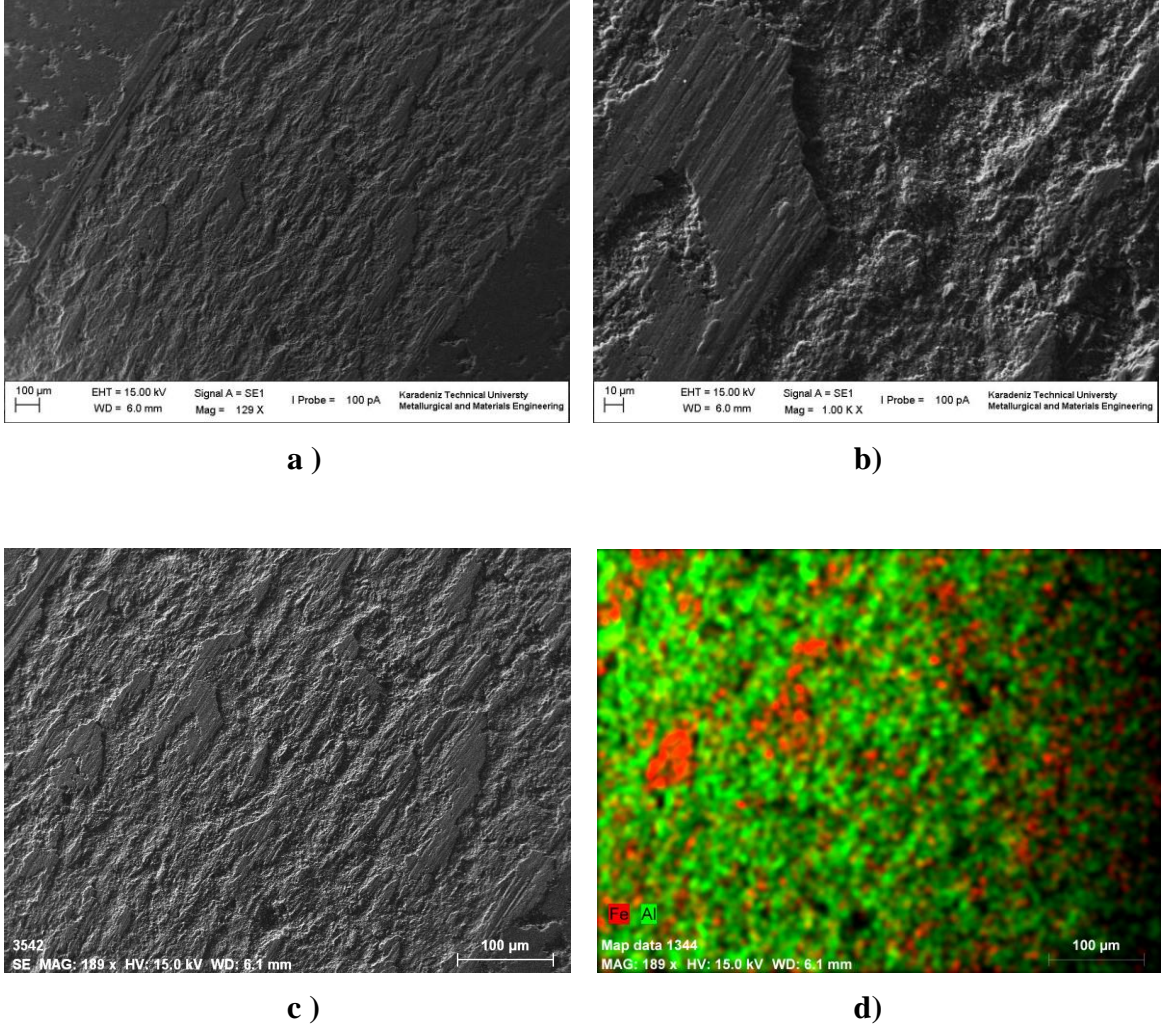 100 µm
EHT = 15.00 kV
WD = 6.0 mm
Signal A = SE1
Mag = 129 X
I Probe = 100 pA
Karadeniz Technical Universty
Metallurgical and Materials Engineering
10 µm
EHT = 15.00 kV
WD = 6.0 mm
Signal A = SE1
Mag = 1.00 K X
I Probe = 100 pA
Karadeniz Technical Universty
Metallurgical and Materials Engineering
a )
b)
3542
SE MAG: 189 x HV: 15.0 kV WD: 6.1 mm
100 µm
Fe Al
Map data 1344
MAG: 189 x HV: 15.0 kV WD: 6.1 mm
100 µm
c )
d)